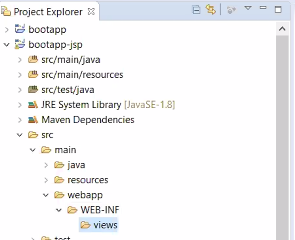 Project Explorer
bootapp
bootapp-jsp
src/main/java
src/main/resources
src/test/java
JRE System Library [JavaSE-1.8]
Maven Dependencies
src
main
java
resources
webapp
WEB-INF
views
test